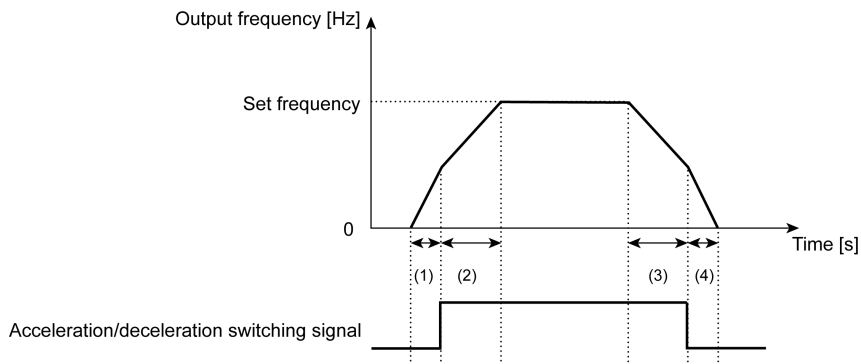 Output frequency [Hz]
Set frequency
0
Time [s]
(1) (2) (3) (4)
Acceleration/deceleration switching signal